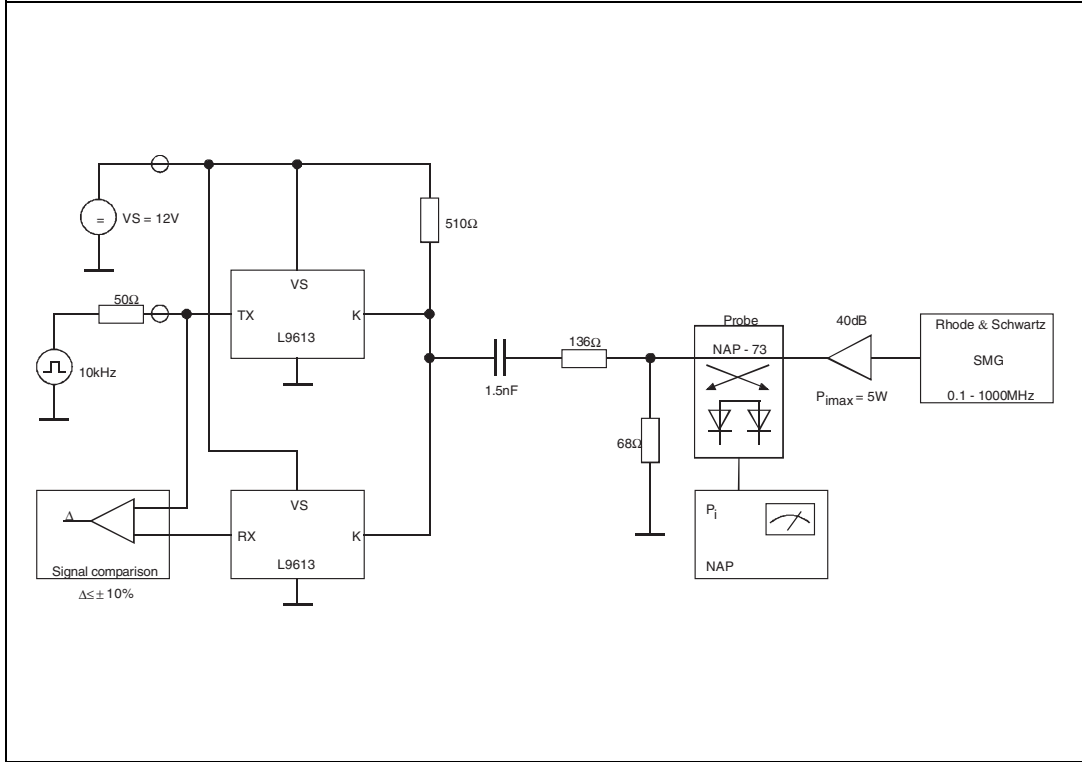 VS = 12V
=
510Ω
50Ω
TX
VS
K
L9613
10kHz
1.5nF
136Ω
68Ω
Probe
NAP - 73
40dB
Pimax = 5W
Rhode & Schwartz
SMG
0.1 - 1000MHz
Δ
Signal comparison
Δ≤ ± 10%
VS
RX
K
L9613
Pi
NAP